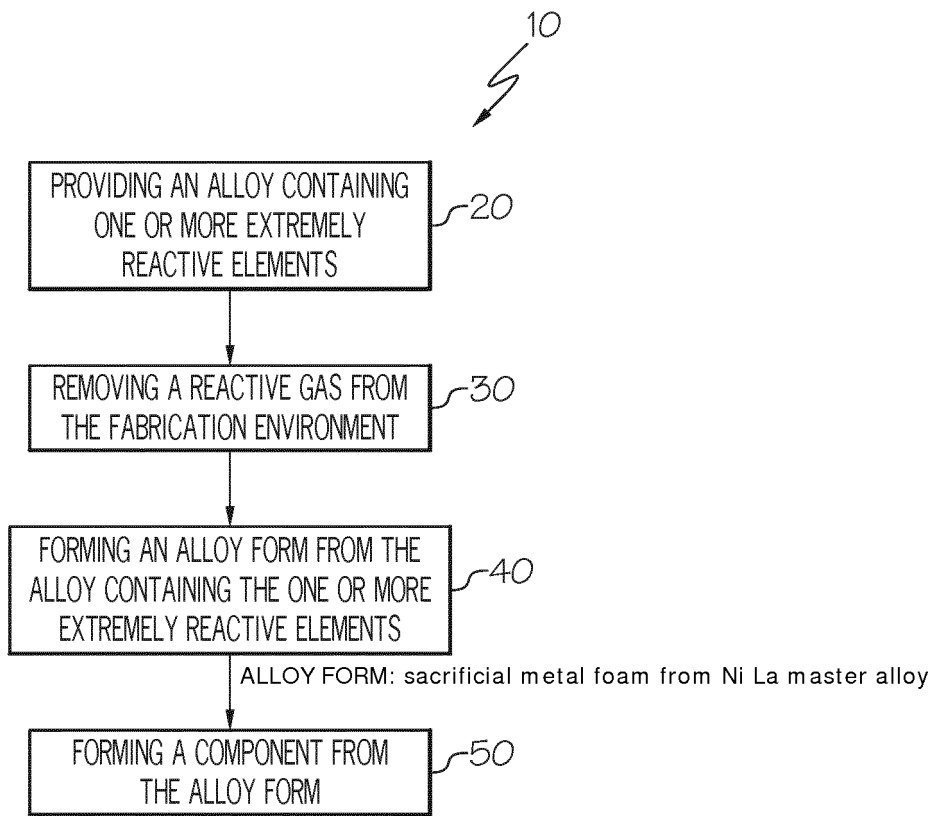 10
PROVIDING AN ALLOY CONTAINING
ONE OR MORE EXTREMELY
REACTIVE ELEMENTS
20
REMOVING A REACTIVE GAS FROM
THE FABRICATION ENVIRONMENT
30
FORMING AN ALLOY FORM FROM THE
ALLOY CONTAINING THE ONE OR MORE
EXTREMELY REACTIVE ELEMENTS
40
ALLOY FORM: sacrificial metal foam from Ni La master alloy
FORMING A COMPONENT FROM
THE ALLOY FORM
50